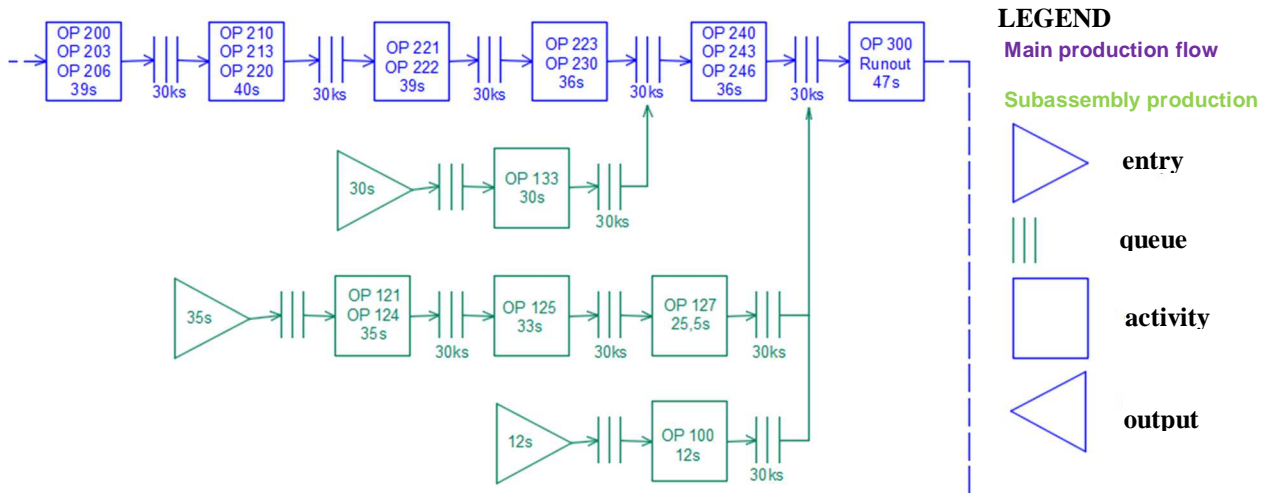 OP 200
OP 203
OP 206
39s
30ks
OP 210
OP 213
OP 220
40s
30ks
OP 221
OP 222
39s
30ks
OP 223
OP 230
36s
30ks
OP 240
OP 243
OP 246
36s
30ks
OP 300
Runout
47s
30s
OP 133
30s
30ks
35s
OP 121
OP 124
35s
30ks
OP 125
33s
30ks
OP 127
25,5s
30ks
12s
OP 100
12s
30ks
LEGEND
Main production flow
Subassembly production
entry
queue
activity
output